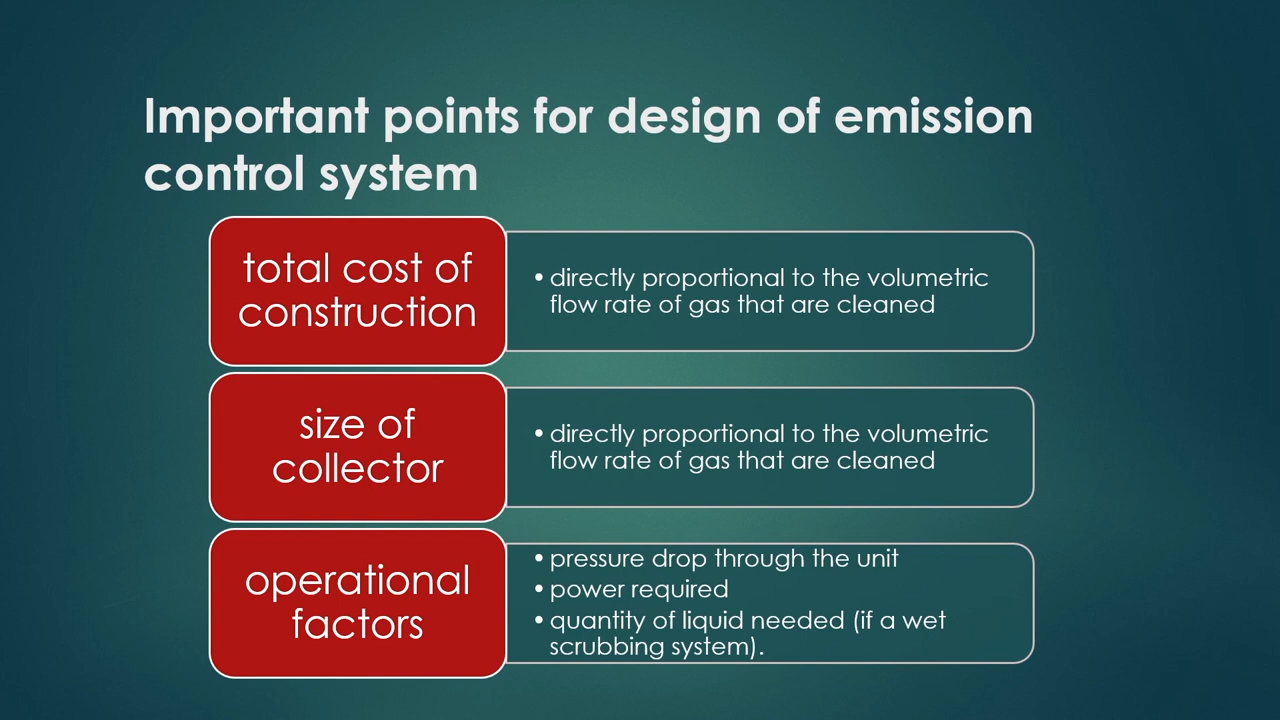 Important points for design of emission
control system
total cost of
construction
• directly proportional to the volumetric
flow rate of gas that are cleaned
size of
collector
• directly proportional to the volumetric
flow rate of gas that are cleaned
operational
factors
• pressure drop through the unit
• power required
• quantity of liquid needed (if a wet
scrubbing system).